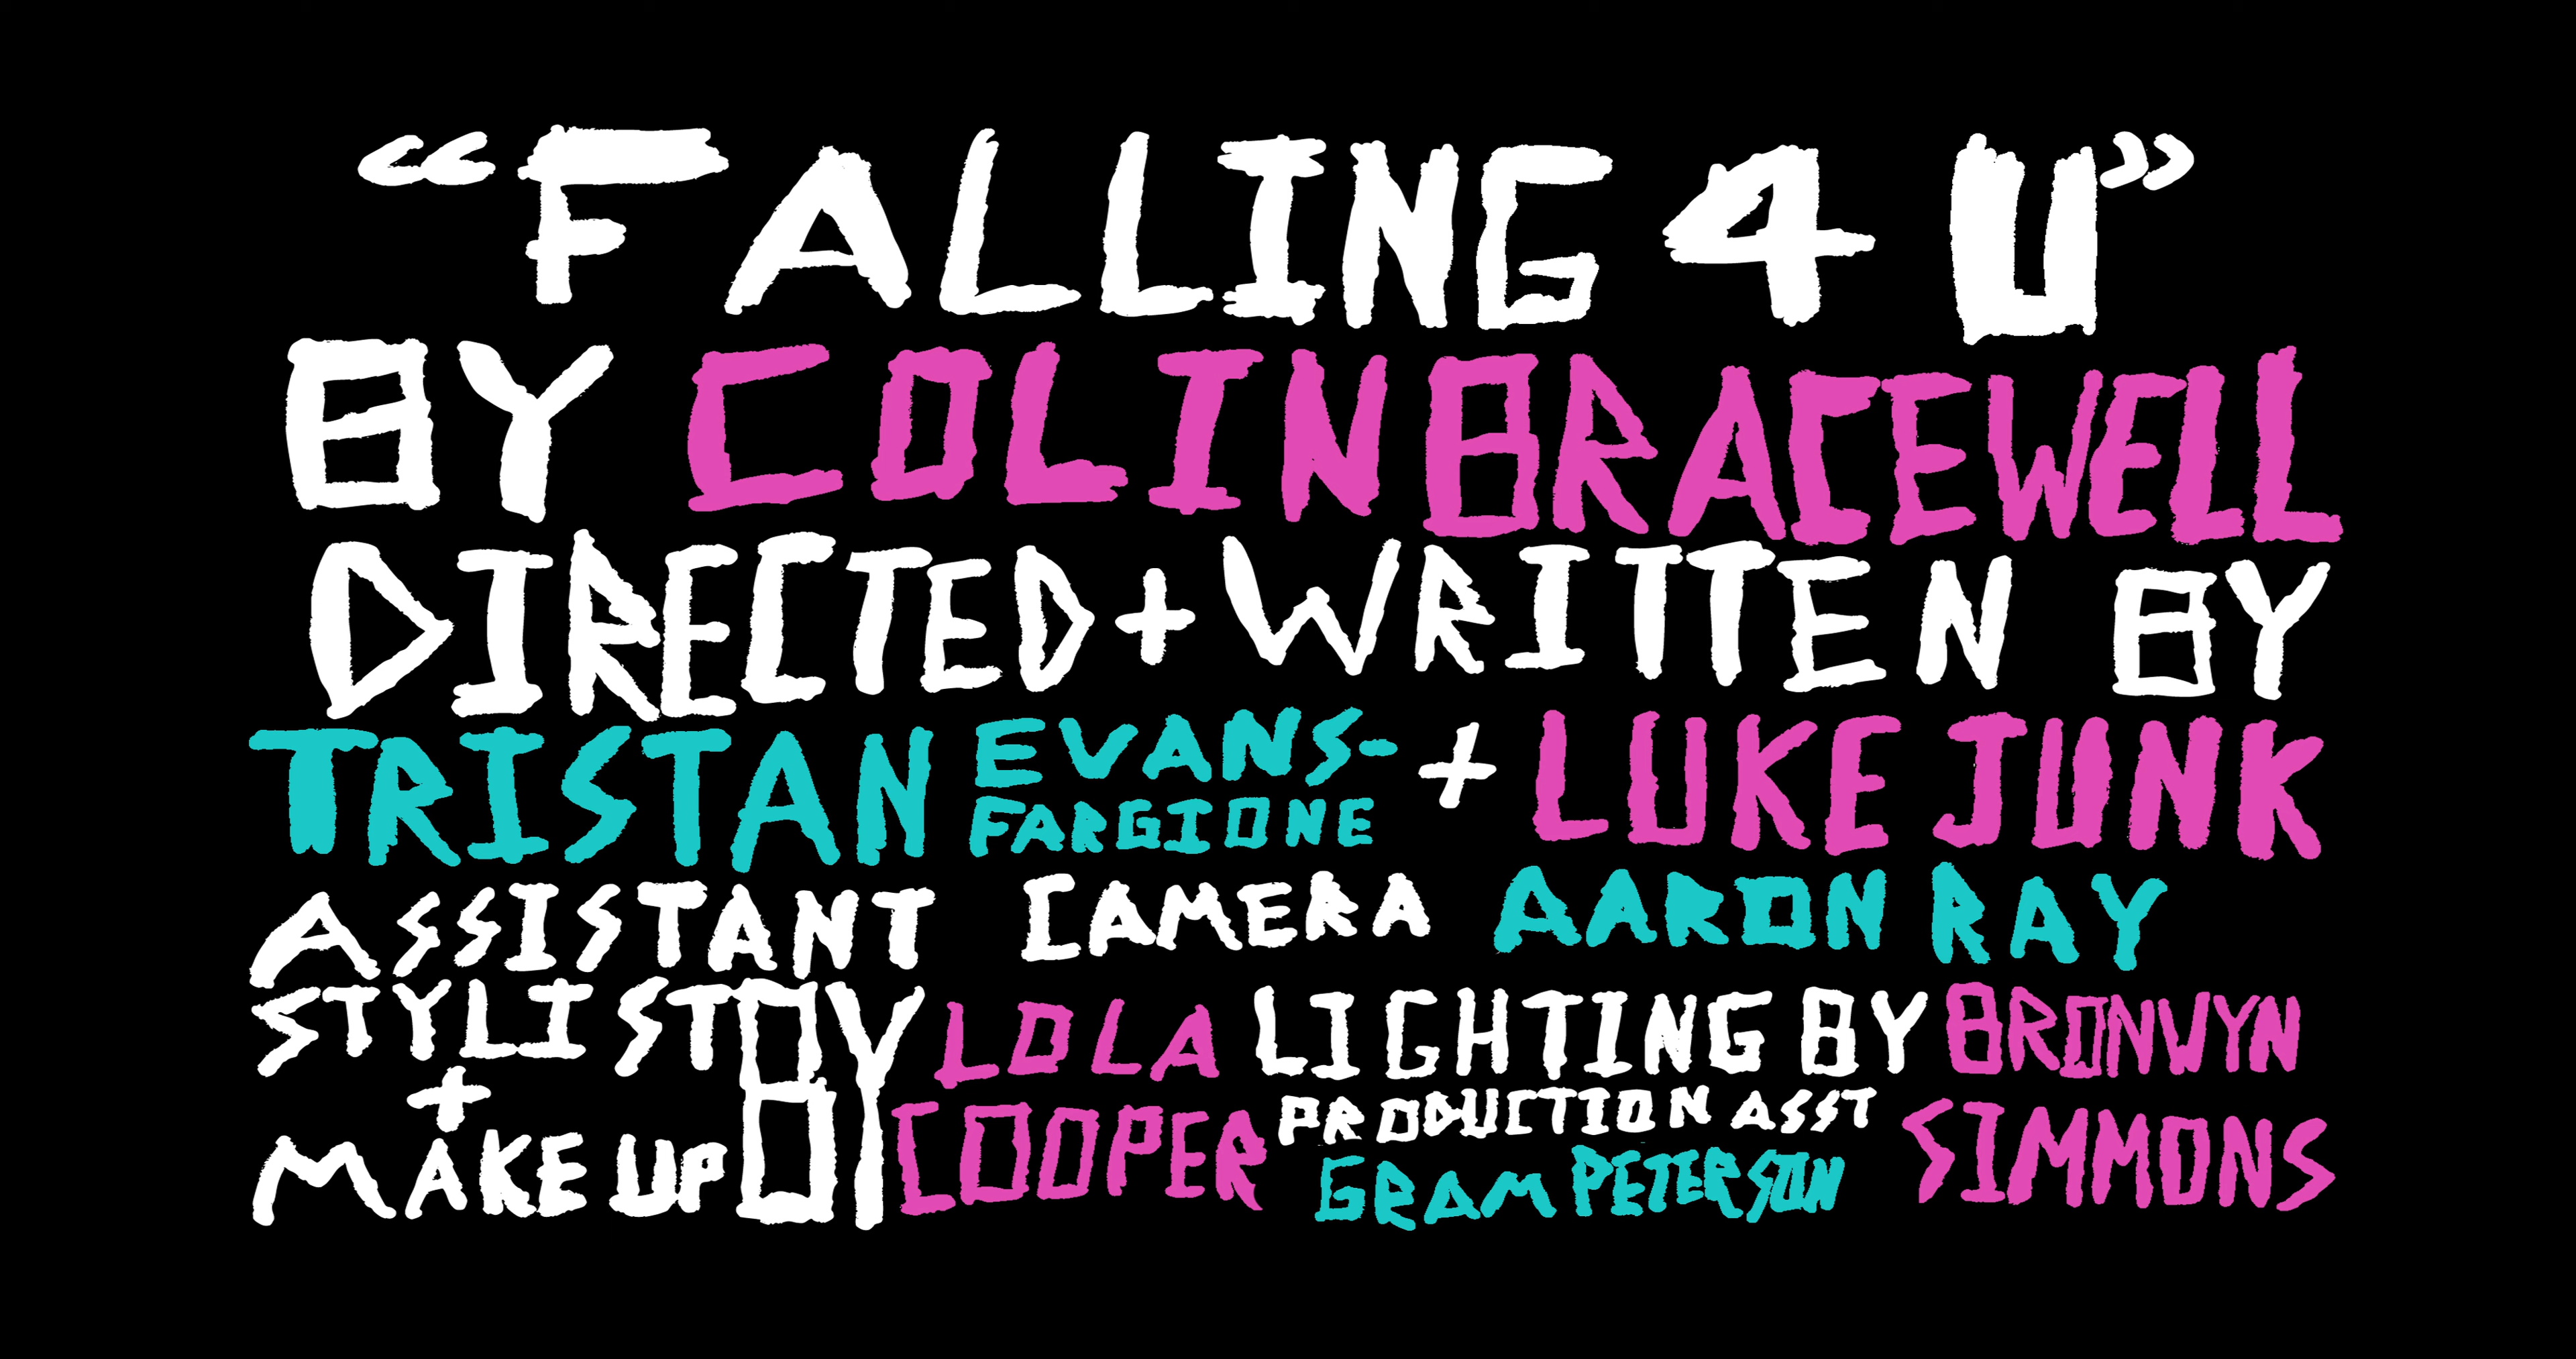 “FALLING 4 U”
BY COLIN BRACEWELL
DIRECTED + WRITTEN BY
TRISTAN EVANS-
FARGIONE + LUKE JUNK
ASSISTANT CAMERA AARON RAY
STYLIST
+
MAKE UP BY LOLA
COOPER
LIGHTING BY BRONWYN
SIMMONS
PRODUCTION ASST
GRAM PETERSON